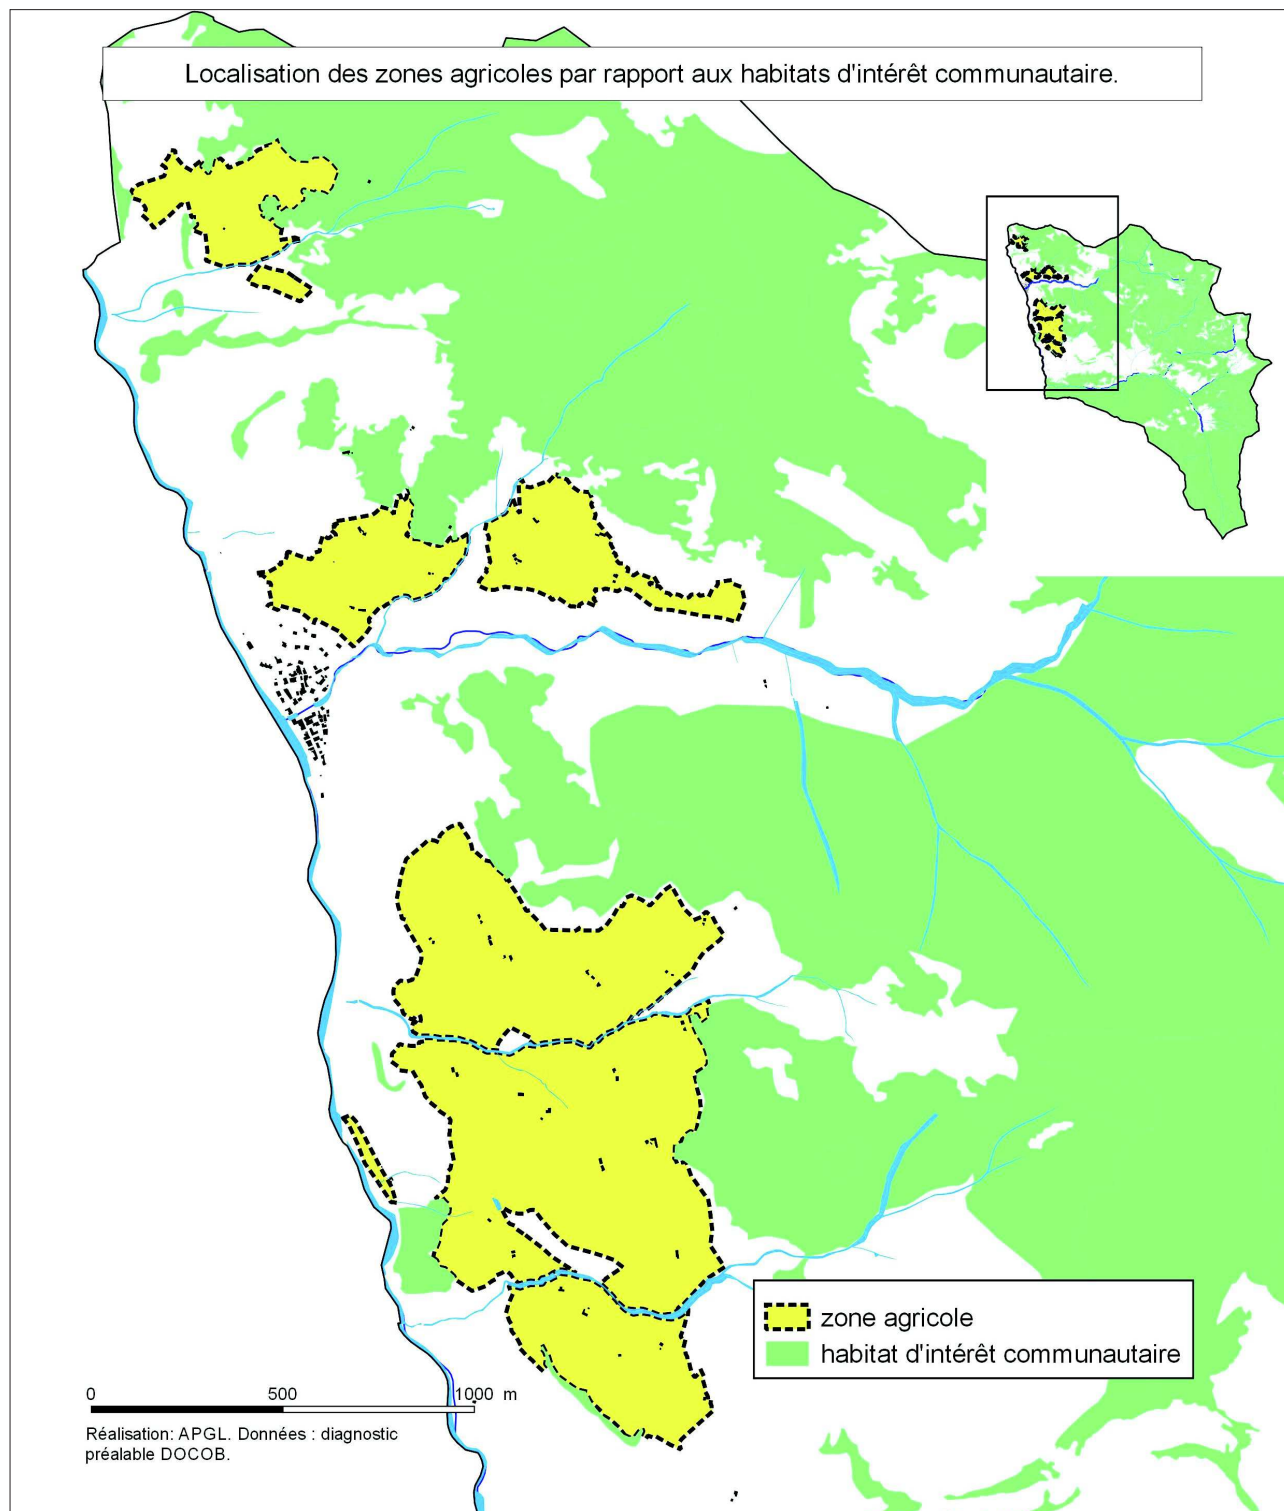 Localisation des zones agricoles par rapport aux habitats d'intérêt communautaire.
zone agricole
habitat d'intérêt communautaire
0 500 1000 m
Réalisation: APGL. Données : diagnostic
préalable DOCOB.